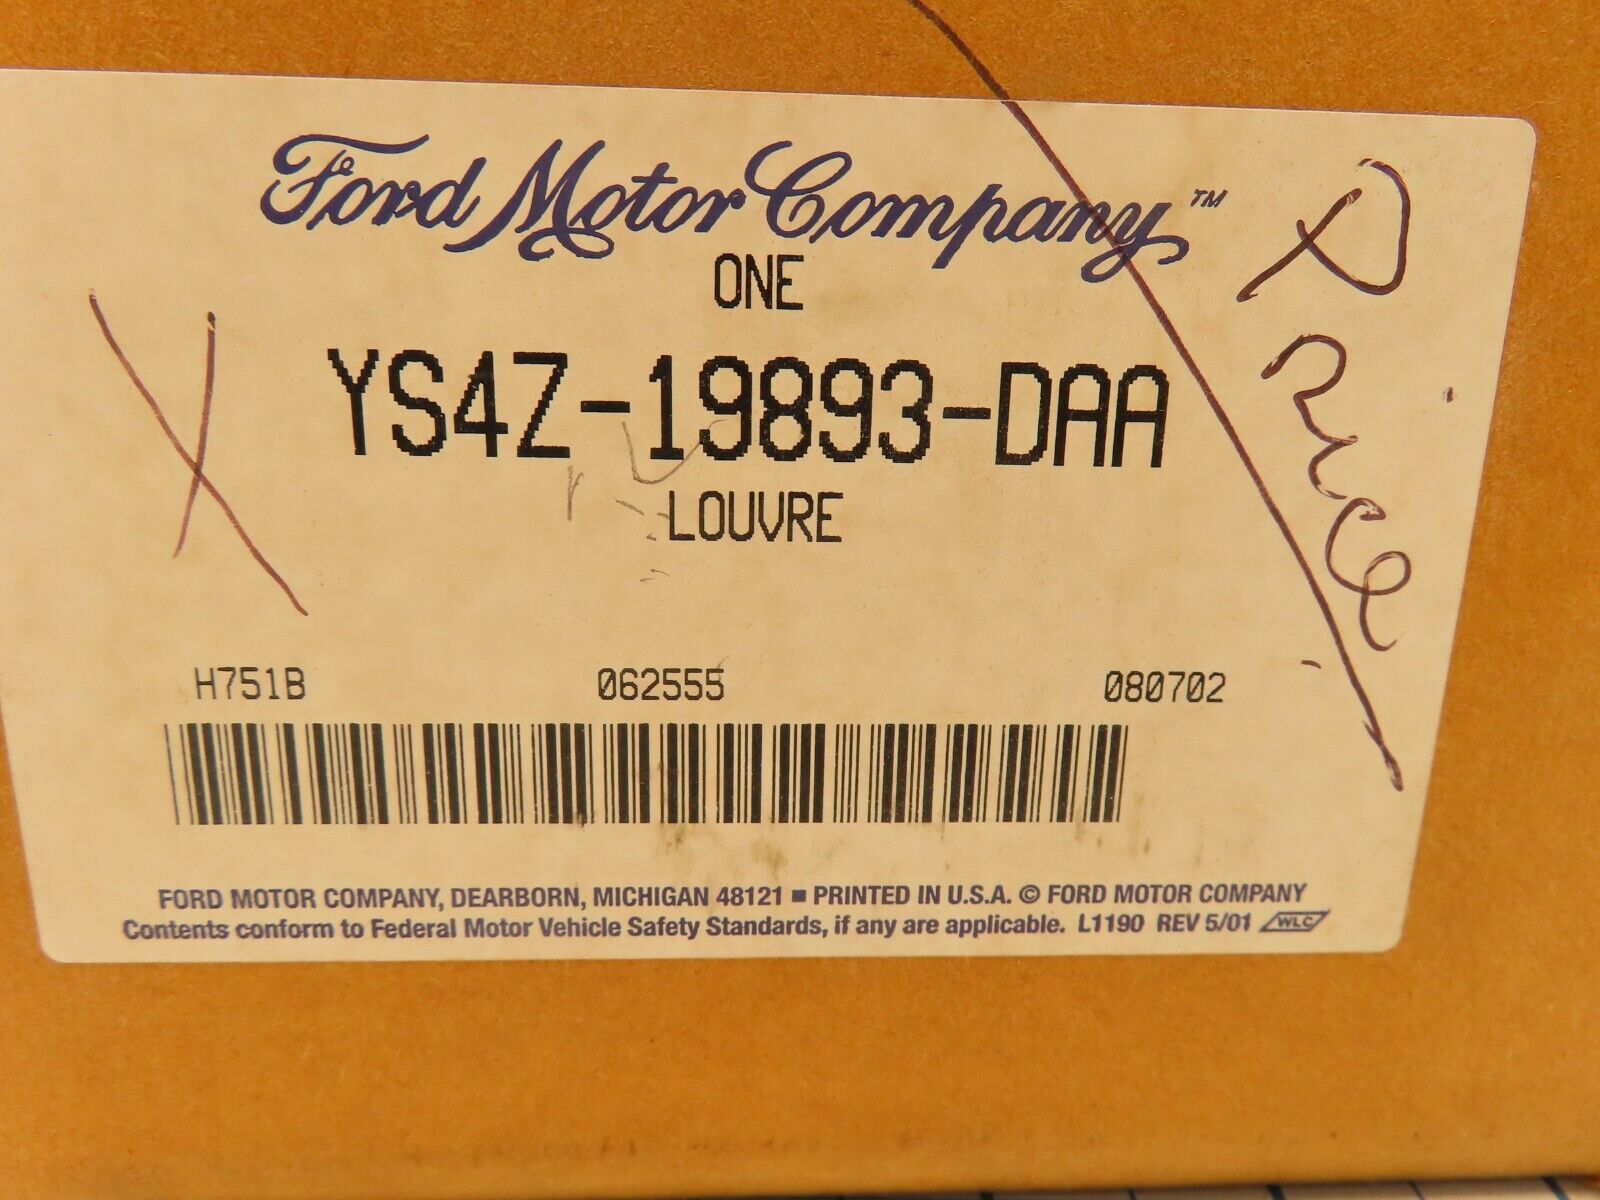 Ford Motor Company™
ONE
YS4Z-19893-DAA
LOUVRE
H751B 062555 080702
FORD MOTOR COMPANY, DEARBORN, MICHIGAN 48121 ■ PRINTED IN U.S.A. © FORD MOTOR COMPANY
Contents conform to Federal Motor Vehicle Safety Standards, if any are applicable. L1190 REV 5/01 WLC
X